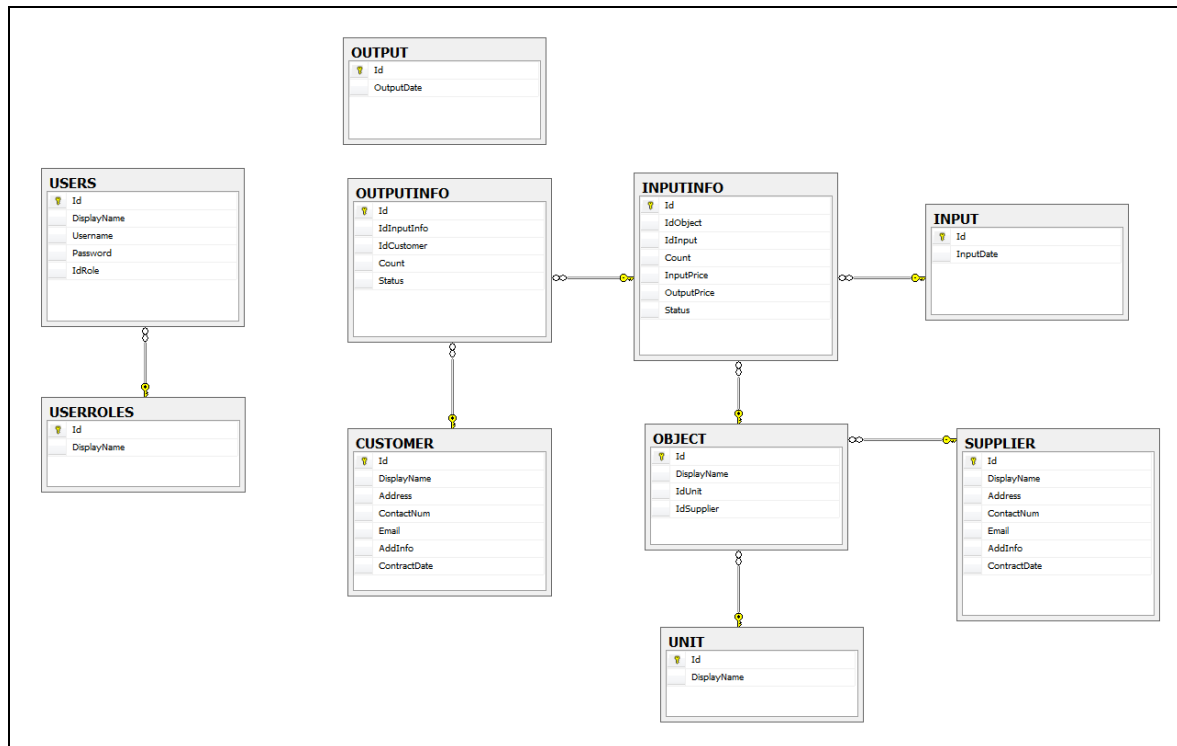 OUTPUT
Id
OutputDate
USERS
Id
DisplayName
Username
Password
IdRole
OUTPUTINFO
Id
IdInputInfo
IdCustomer
Count
Status
INPUTINFO
Id
IdObject
IdInput
Count
InputPrice
OutputPrice
Status
INPUT
Id
InputDate
USERROLES
Id
DisplayName
CUSTOMER
Id
DisplayName
Address
ContactNum
Email
AddInfo
ContractDate
OBJECT
Id
DisplayName
IdUnit
IdSupplier
SUPPLIER
Id
DisplayName
Address
ContactNum
Email
AddInfo
ContractDate
UNIT
Id
DisplayName